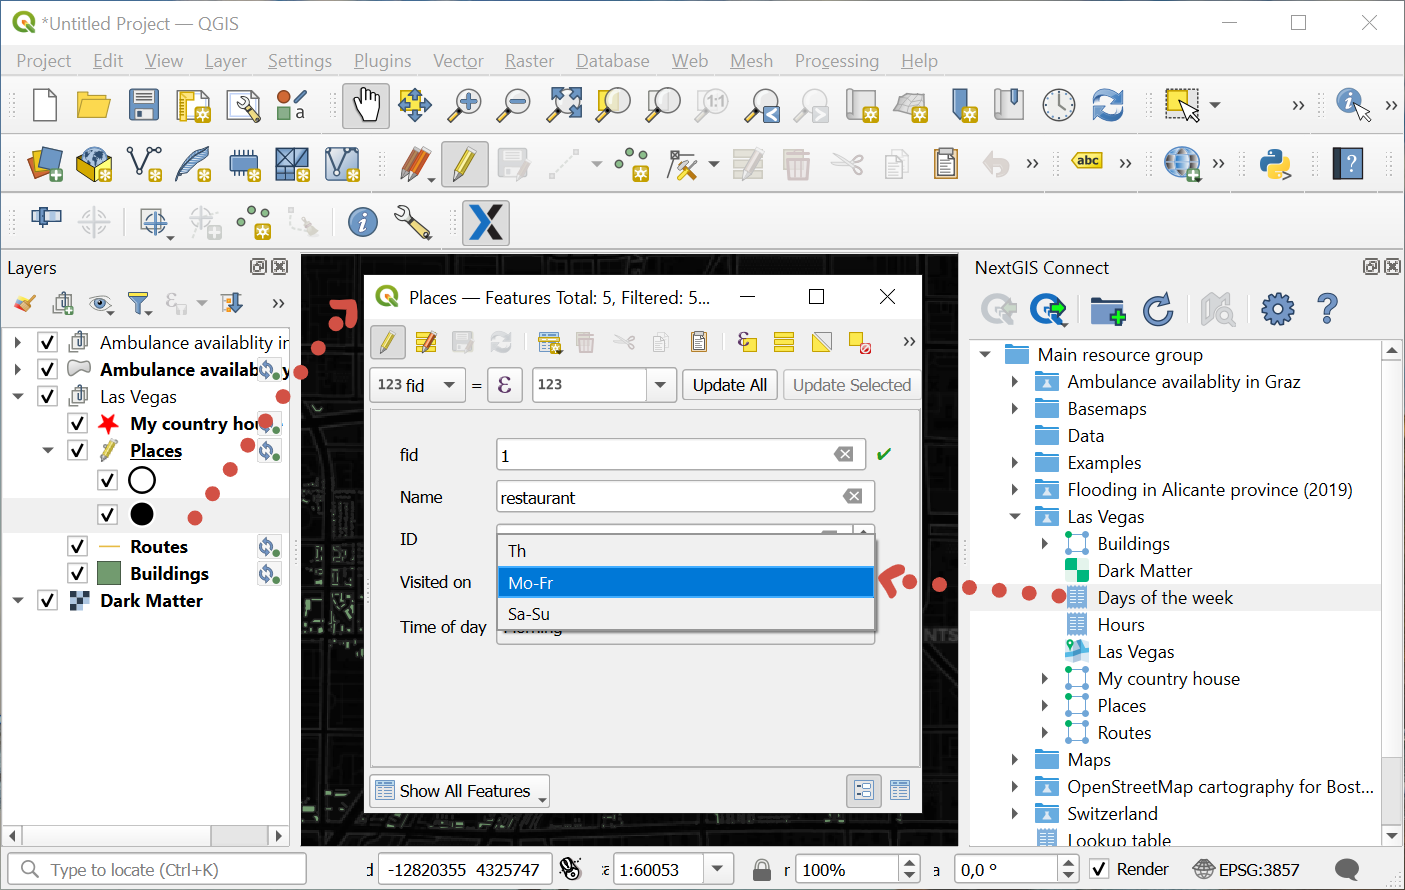 *Untitled Project — QGIS
Project Edit View Layer Settings Plugins Vector Raster Database Web Mesh Processing Help
1:1
abc
Layers
Ambulance availablity in
Ambulance availab
Las Vegas
My country hou
Places
Routes
Buildings
Dark Matter
Places — Features Total: 5, Filtered: 5...
123 fid = ε 123 Update All Update Selected
fid 1
Name restaurant
ID
Th
Visited on Mo-Fr
Sa-Su
Time of day
NTS
Show All Features
NextGIS Connect
Main resource group
Ambulance availablity in Graz
Basemaps
Data
Examples
Flooding in Alicante province (2019)
Las Vegas
Buildings
Dark Matter
Days of the week
Hours
Las Vegas
My country house
Places
Routes
Maps
OpenStreetMap cartography for Bost...
Switzerland
Lookup table
Type to locate (Ctrl+K) d -12820355 4325747 1:60053 r 100% a 0,0 ° Render EPSG:3857